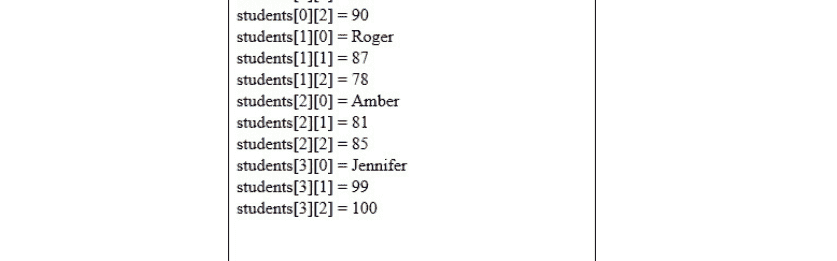 students[0][2] = 90
students[1][0] = Roger
students[1][1] = 87
students[1][2] = 78
students[2][0] = Amber
students[2][1] = 81
students[2][2] = 85
students[3][0] = Jennifer
students[3][1] = 99
students[3][2] = 100